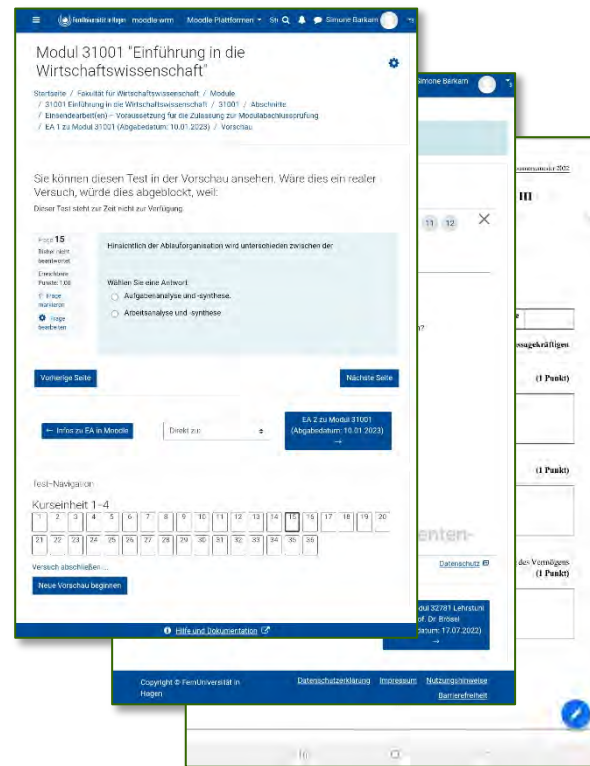 FernUniversität in Hagen moodle wrm Moodle Plattformen Simone Barkam
Modul 31001 "Einführung in die
Wirtschaftswissenschaft"
Startseite / Fakultät für Wirtschaftswissenschaft / Module
/ 31001 Einführung in die Wirtschaftswissenschaft / 31001 / Abschnitte
/ Einsendearbeit(en) – Voraussetzung für die Zulassung zur Modulabschlussprüfung
/ EA 1 zu Modul 31001 (Abgabedatum: 10.01.2023) / Vorschau
Sie können diesen Test in der Vorschau ansehen. Wäre dies ein realer
Versuch, würde dies abgeblockt, weil:
Dieser Test steht zur Zeit nicht zur Verfügung.
Frage 15
Bisher nicht
beantwortet
Erreichbare
Punkte: 1,00
Frage
markieren
Frage
bearbeiten
Hinsichtlich der Ablauforganisation wird unterschieden zwischen der
Wählen Sie eine Antwort:
Aufgabenanalyse und -synthese.
Arbeitsanalyse und -synthese
Vorherige Seite
Nächste Seite
← Infos zu EA in Moodle
Direkt zu:
EA 2 zu Modul 31001
(Abgabedatum: 10.01.2023)
→
Test-Navigation
Kurseinheit 1-4
1 2 3 4 5 6 7 8 9 10 11 12 13 14 15 16 17 18 19 20
21 22 23 24 25 26 27 28 29 30 31 32 33 34 35 36
Versuch abschließen ...
Neue Vorschau beginnen
Hilfe und Dokumentation
Simone Barkam
11 12
n?
enten-
Datenschutz
dul 32781 Lehrstuhl
of. Dr. Brösel
datum: 17.07.2022)
→
Copyright © FernUniversität in
Hagen
Datenschutzerklärung Impressum Nutzungshinweise
Barrierefreiheit
sommersemester 2022
III
ssagekräftigen
(1 Punkt)
(1 Punkt)
des Vermögens
(1 Punkt)